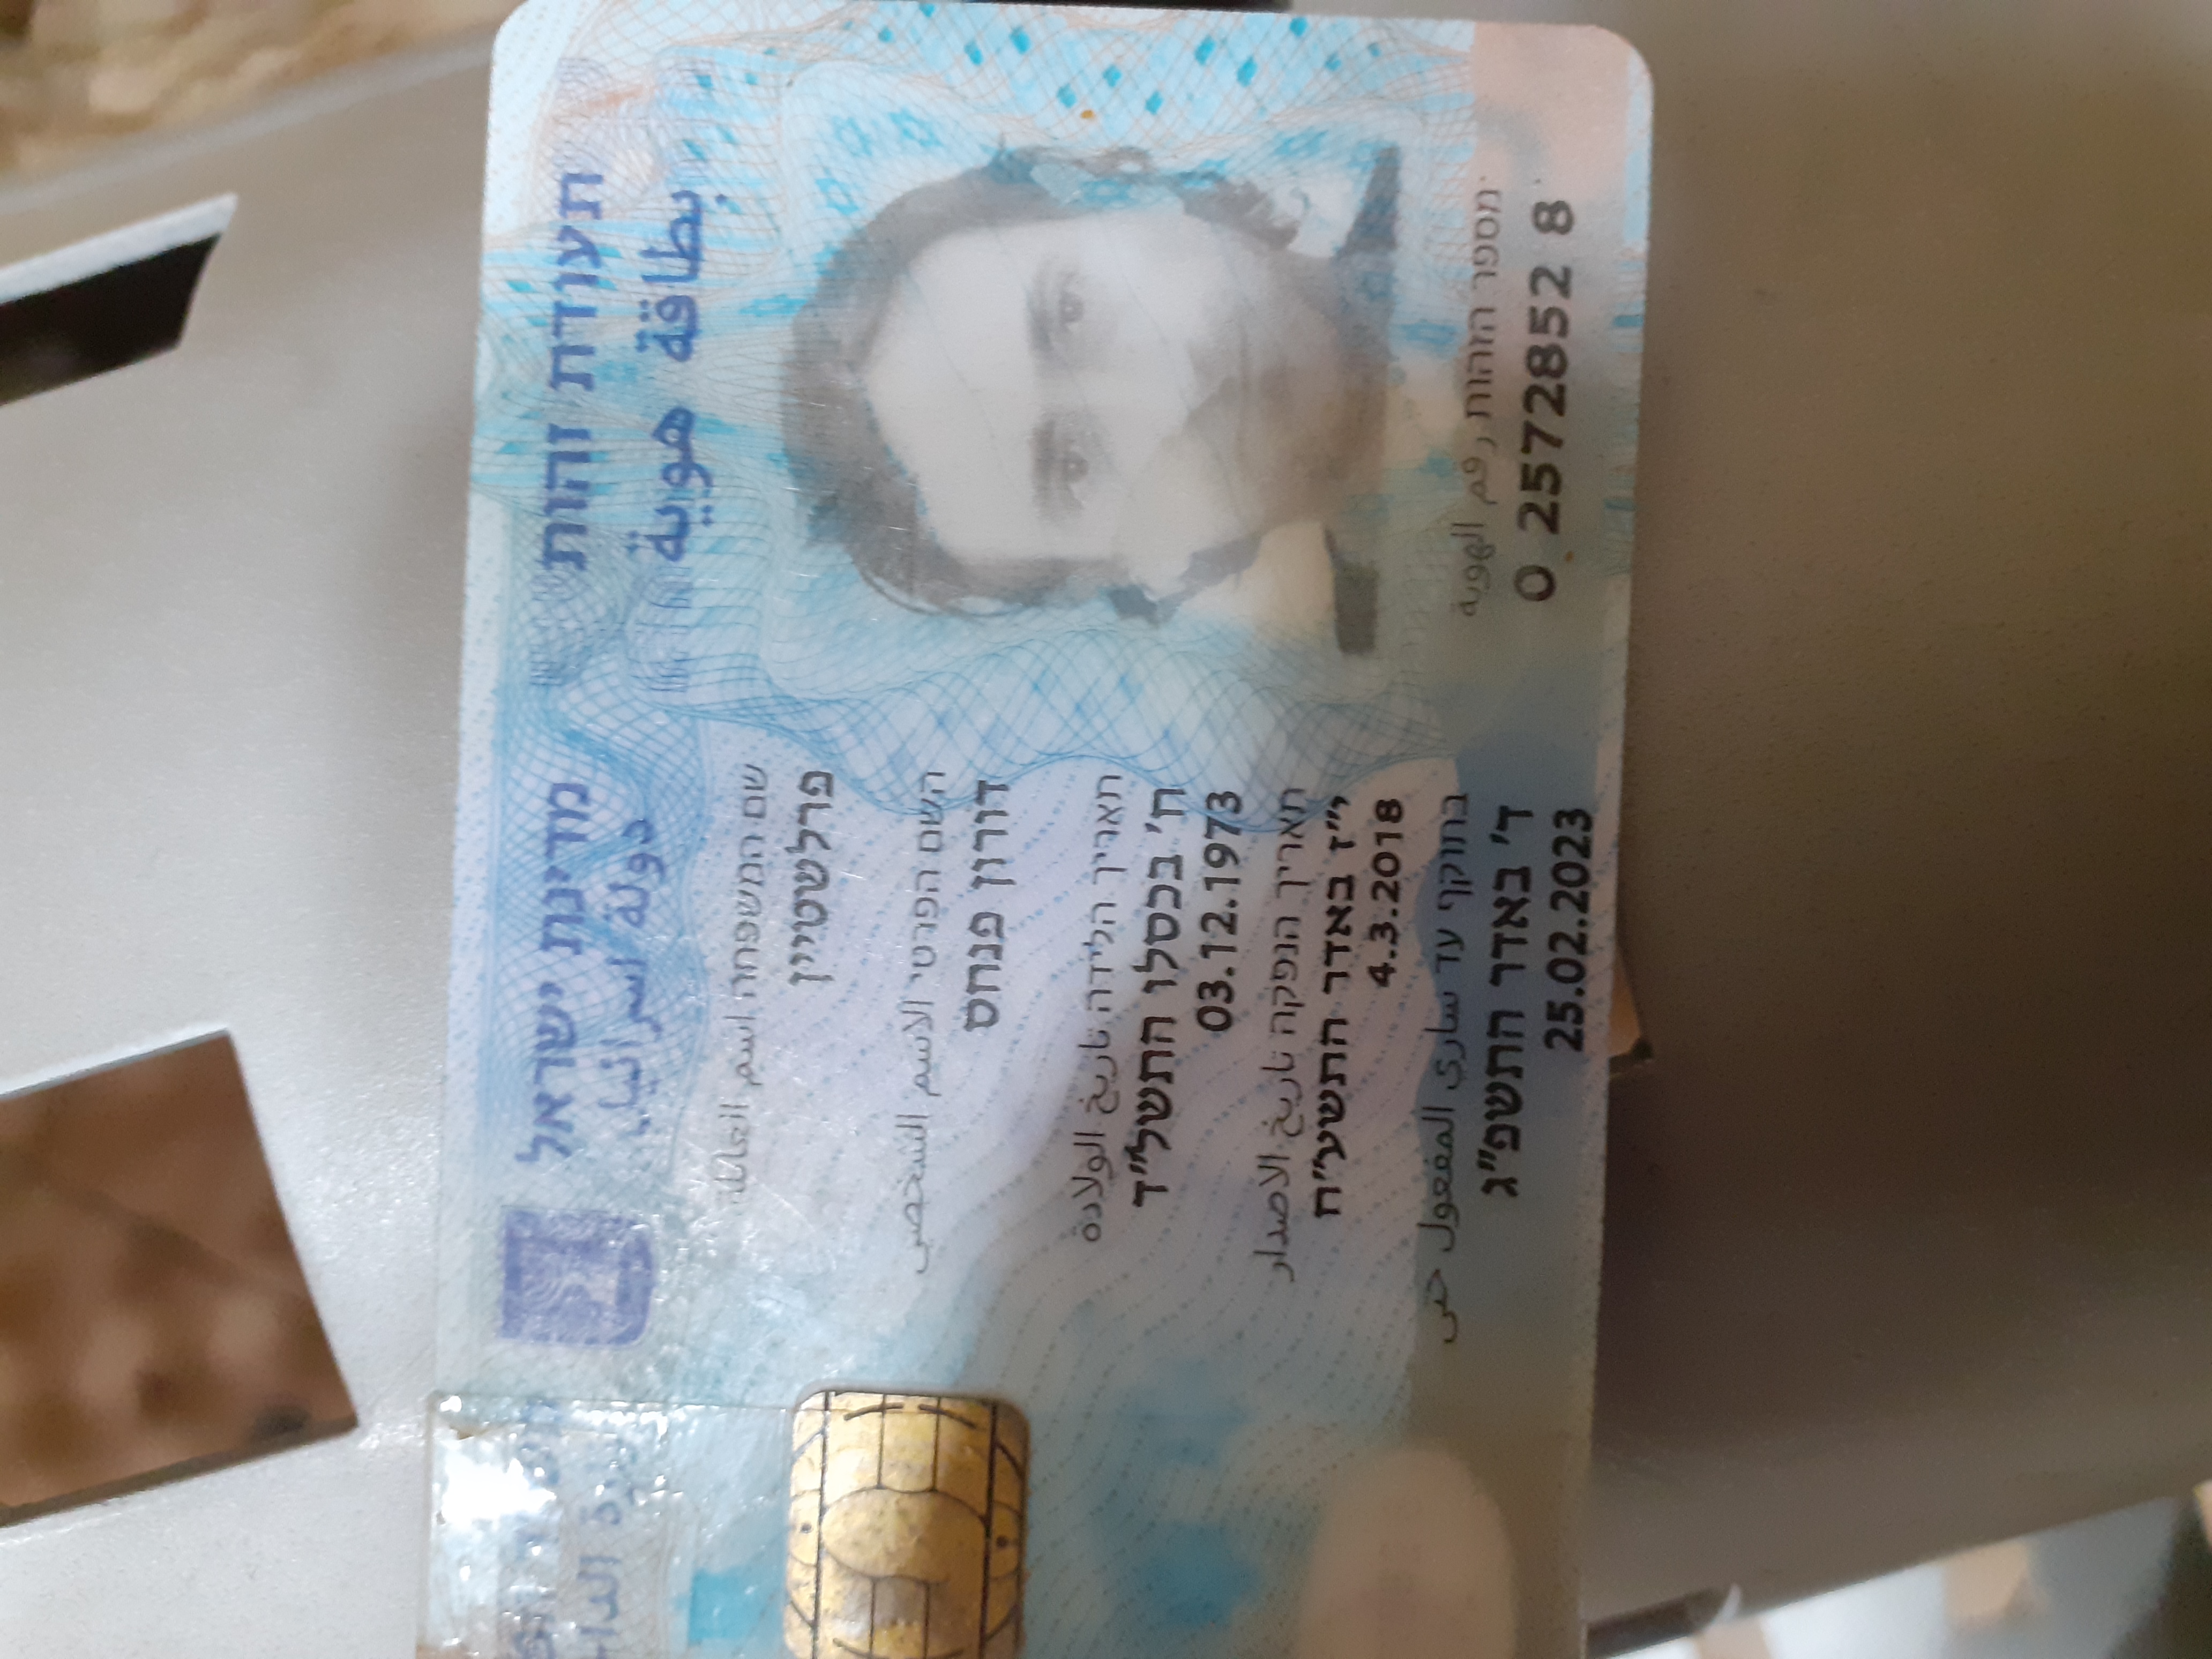 תעודת זהות
بطاقة هوية
מדינת ישראל
دولة اسرائيل
שם המשפחה اسم العائلة
פרלשטיין
השם הפרטי الاسم الشخصي
דורון פנחס
תאריך הלידה تاريخ الولادة
ח' בכסלו התשל"ד
03.12.1973
תאריך הנפקה تاريخ الاصدار
י"ז באדר התשע"ח
4.3.2018
בתוקף עד ساري المفعول حتى
ד' באדר התשפ"ג
25.02.2023
מספר הזהות رقم الهوية
0 2572852 8